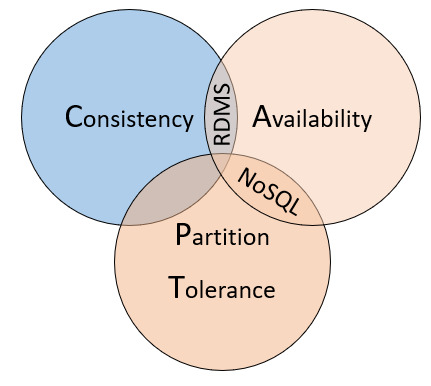 Consistency
RDMS
Availability
NoSQL
Partition
Tolerance